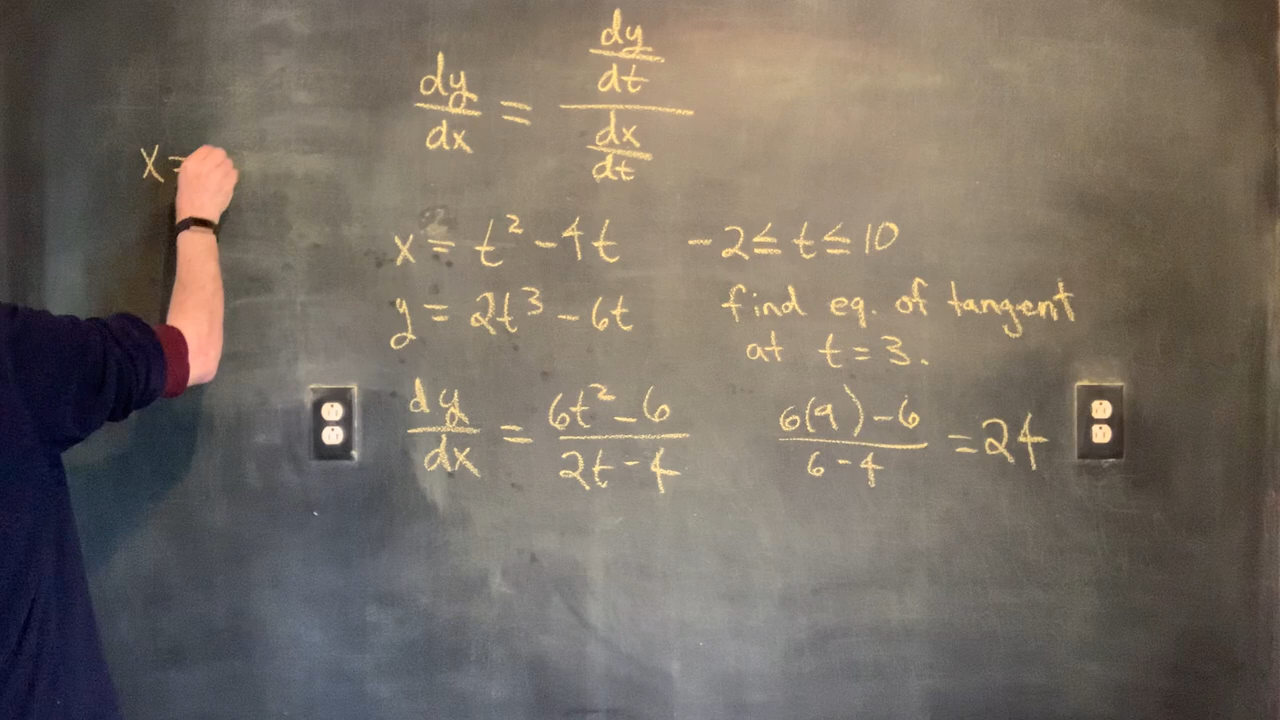 dy/dx = (dy/dt)/(dx/dt)
x =
x = t² - 4t    -2 ≤ t ≤ 10
y = 2t³ - 6t    find eq. of tangent
at t = 3.
dy/dx = (6t² - 6)/(2t - 4)    (6(9) - 6)/(6 - 4) = 24